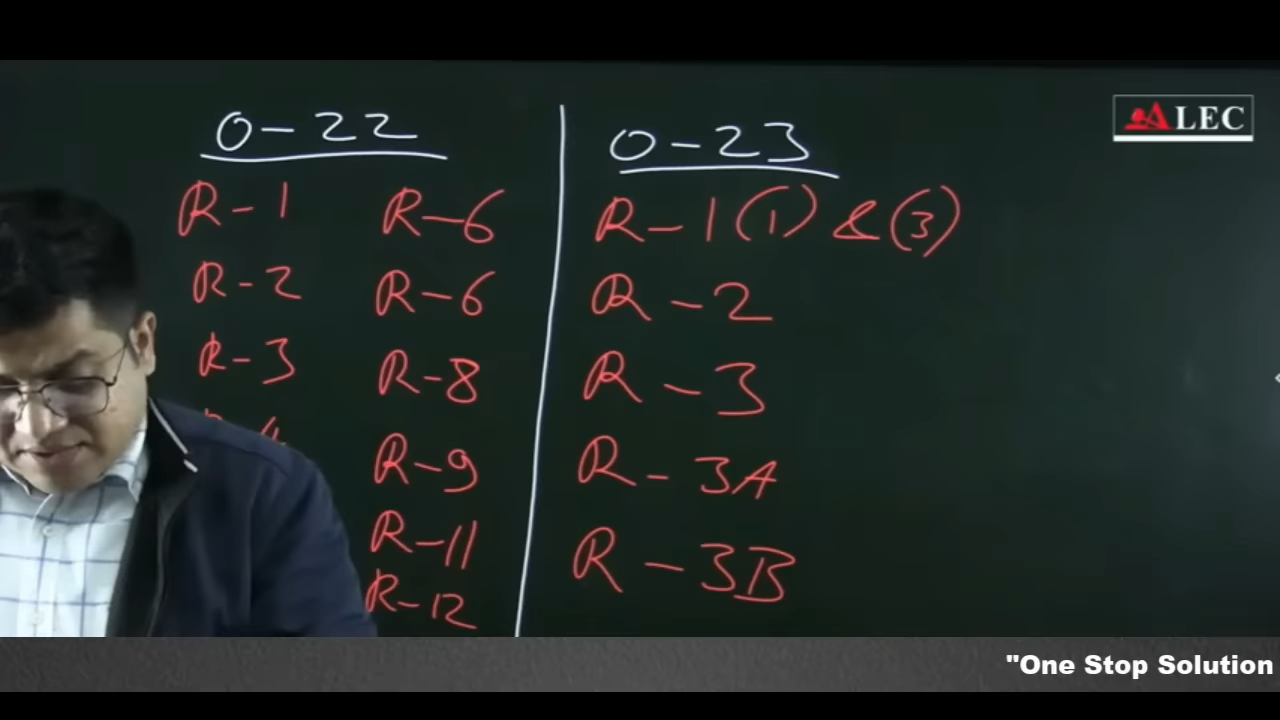 O-22
R-1
R-2
R-3
R-6
R-6
R-8
R-9
R-11
R-12
O-23
R-1(1) & (3)
R-2
R-3
R-3A
R-3B
ALEC
"One Stop Solution